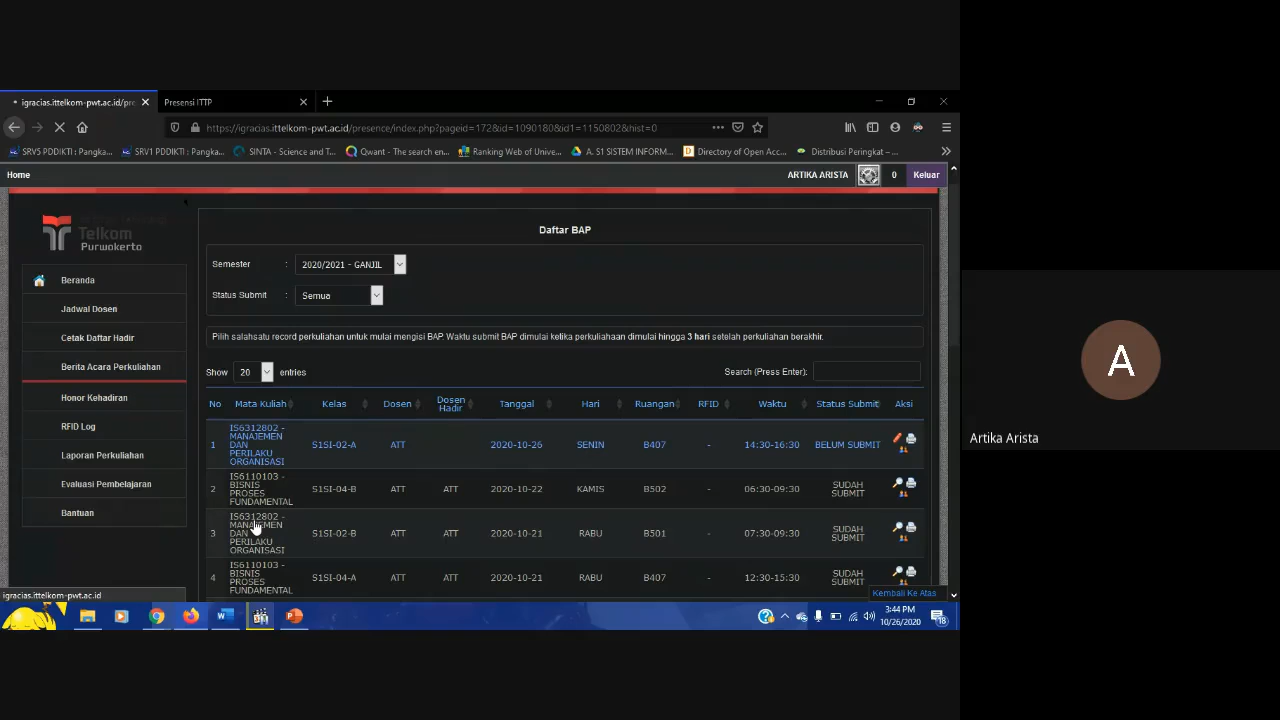 igracias.ittelkom-pwt.ac.id/pre
Presensi ITTP
https://igracias.ittelkom-pwt.ac.id/presence/index.php?pageid=172&id=1090180&id1=1150802&hist=0
SRV5 PDDIKTI : Pangka...
SRV1 PDDIKTI : Pangka...
SINTA - Science and T...
Qwant - The search en...
Ranking Web of Unive...
A. S1 SISTEM INFORM...
Directory of Open Acc...
Distribusi Peringkat – ...
Home
ARTIKA ARISTA
0
Keluar
Telkom
Purwokerto
Beranda
Jadwal Dosen
Cetak Daftar Hadir
Berita Acara Perkuliahan
Honor Kehadiran
RFID Log
Laporan Perkuliahan
Evaluasi Pembelajaran
Bantuan
Daftar BAP
Semester : 2020/2021 - GANJIL
Status Submit : Semua
Pilih salahsatu record perkuliahan untuk mulai mengisi BAP. Waktu submit BAP dimulai ketika perkuliahaan dimulai hingga 3 hari setelah perkuliahan berakhir.
Show 20 entries
Search (Press Enter):
No Mata Kuliah Kelas Dosen Dosen Hadir Tanggal Hari Ruangan RFID Waktu Status Submit Aksi
1 IS6312802 - MANAJEMEN DAN PERILAKU ORGANISASI S1SI-02-A ATT 2020-10-26 SENIN B407 - 14:30-16:30 BELUM SUBMIT
2 IS6110103 - BISNIS PROSES FUNDAMENTAL S1SI-04-B ATT ATT 2020-10-22 KAMIS B502 - 06:30-09:30 SUDAH SUBMIT
3 IS6312802 - MANAJEMEN DAN PERILAKU ORGANISASI S1SI-02-B ATT ATT 2020-10-21 RABU B501 - 07:30-09:30 SUDAH SUBMIT
4 IS6110103 - BISNIS PROSES FUNDAMENTAL S1SI-04-A ATT ATT 2020-10-21 RABU B407 - 12:30-15:30 SUDAH SUBMIT
Kembali Ke Atas
igracias.ittelkom-pwt.ac.id
3:44 PM
10/26/2020
18
A
Artika Arista